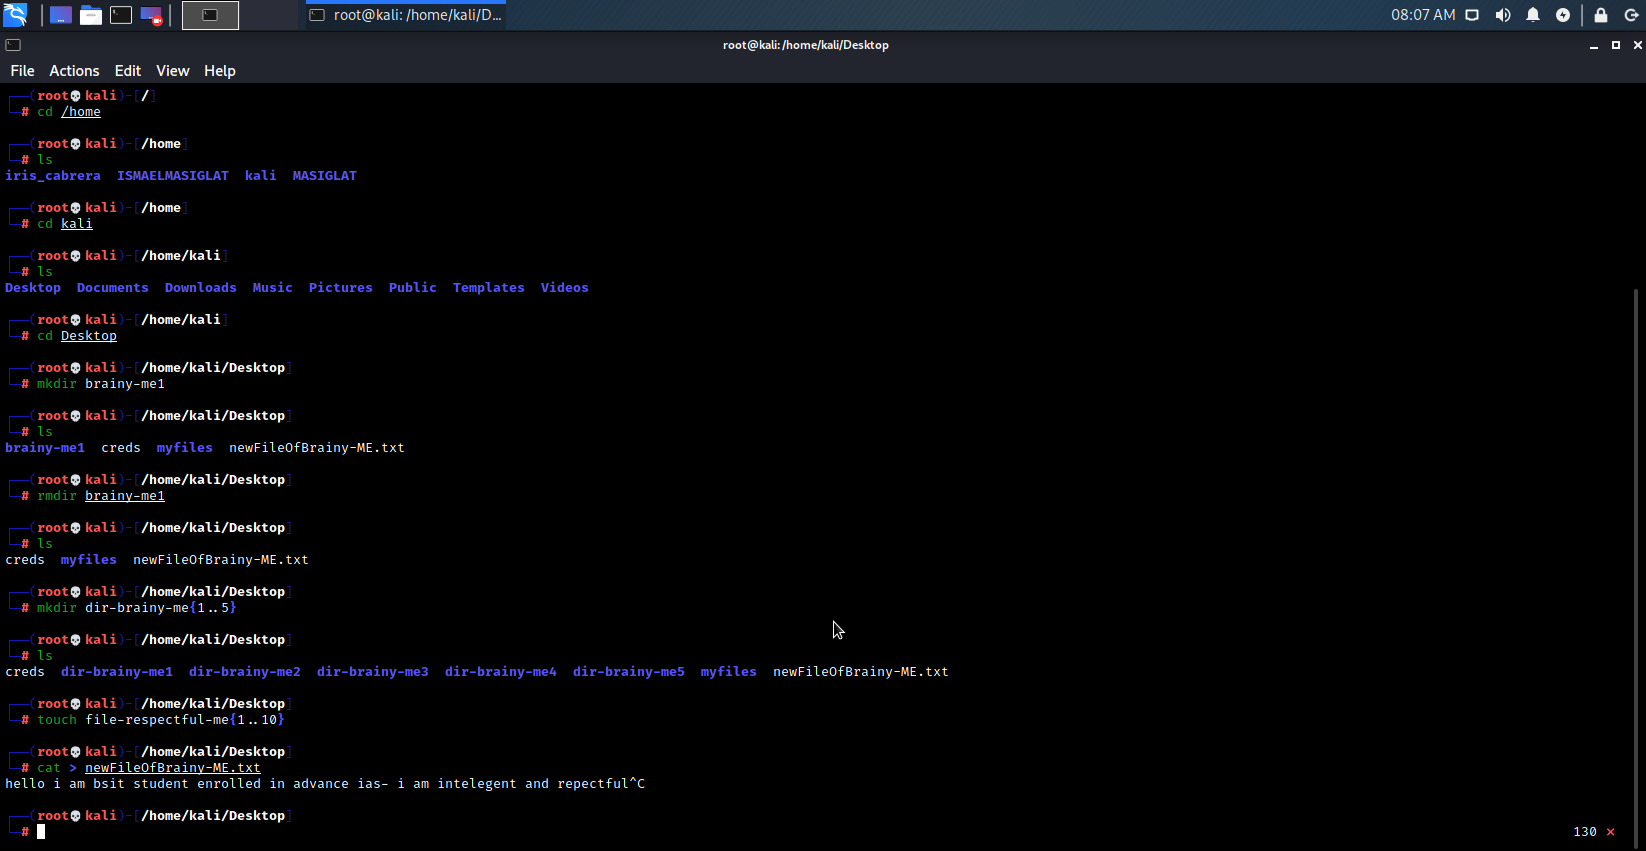 root@kali: /home/kali/D...
08:07 AM
root@kali:/home/kali/Desktop
File Actions Edit View Help
(root💀kali)-[/]
# cd /home
(root💀kali)-[/home]
# ls
iris_cabrera ISMAELMASIGLAT kali MASIGLAT
(root💀kali)-[/home]
# cd kali
(root💀kali)-[/home/kali]
# ls
Desktop Documents Downloads Music Pictures Public Templates Videos
(root💀kali)-[/home/kali]
# cd Desktop
(root💀kali)-[/home/kali/Desktop]
# mkdir brainy-me1
(root💀kali)-[/home/kali/Desktop]
# ls
brainy-me1 creds myfiles newFileOfBrainy-ME.txt
(root💀kali)-[/home/kali/Desktop]
# rmdir brainy-me1
(root💀kali)-[/home/kali/Desktop]
# ls
creds myfiles newFileOfBrainy-ME.txt
(root💀kali)-[/home/kali/Desktop]
# mkdir dir-brainy-me{1..5}
(root💀kali)-[/home/kali/Desktop]
# ls
creds dir-brainy-me1 dir-brainy-me2 dir-brainy-me3 dir-brainy-me4 dir-brainy-me5 myfiles newFileOfBrainy-ME.txt
(root💀kali)-[/home/kali/Desktop]
# touch file-respectful-me{1..10}
(root💀kali)-[/home/kali/Desktop]
# cat > newFileOfBrainy-ME.txt
hello i am bsit student enrolled in advance ias- i am intelegent and repectful^C
(root💀kali)-[/home/kali/Desktop]
# 130 ⨯